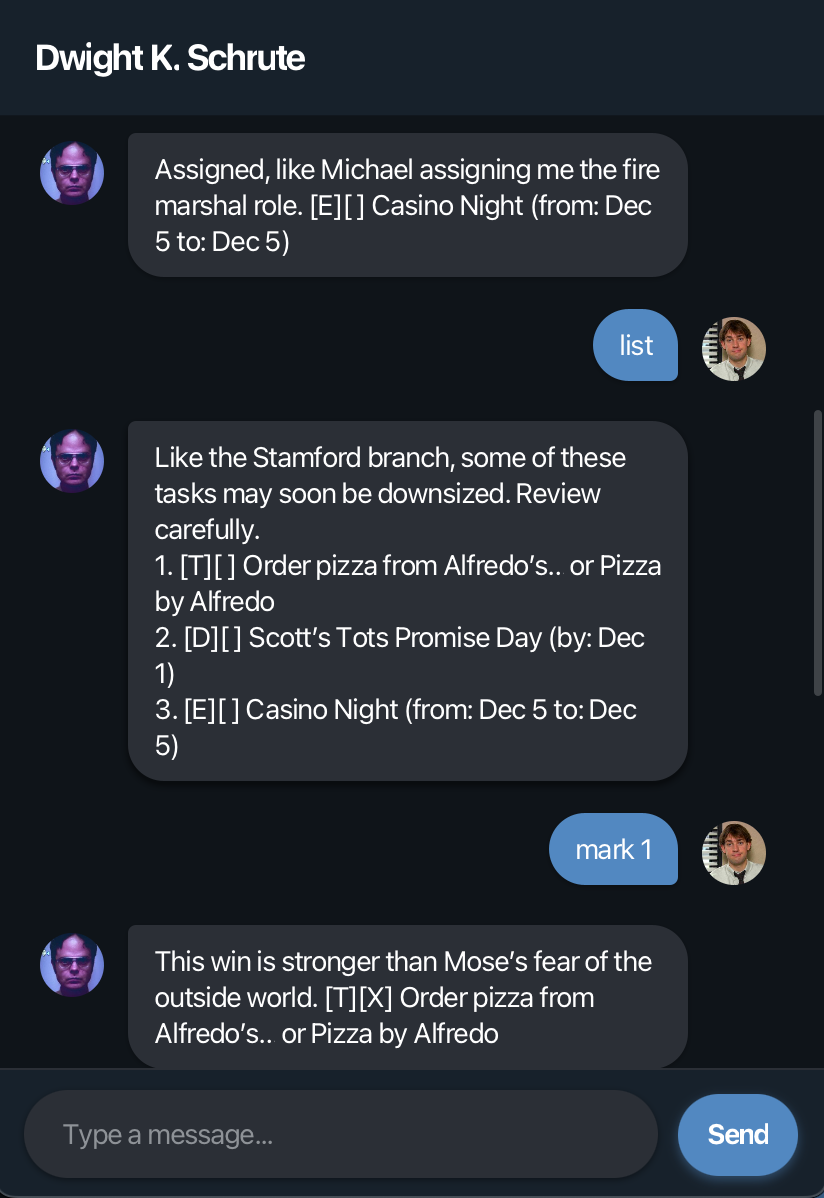 Dwight K. Schrute
Assigned, like Michael assigning me the fire
marshal role. [E][ ] Casino Night (from: Dec
5 to: Dec 5)
list
Like the Stamford branch, some of these
tasks may soon be downsized. Review
carefully.
1. [T][ ] Order pizza from Alfredo’s.. or Pizza
by Alfredo
2. [D][ ] Scott’s Tots Promise Day (by: Dec
1)
3. [E][ ] Casino Night (from: Dec 5 to: Dec
5)
mark 1
This win is stronger than Mose’s fear of the
outside world. [T][X] Order pizza from
Alfredo’s.. or Pizza by Alfredo
Type a message...
Send